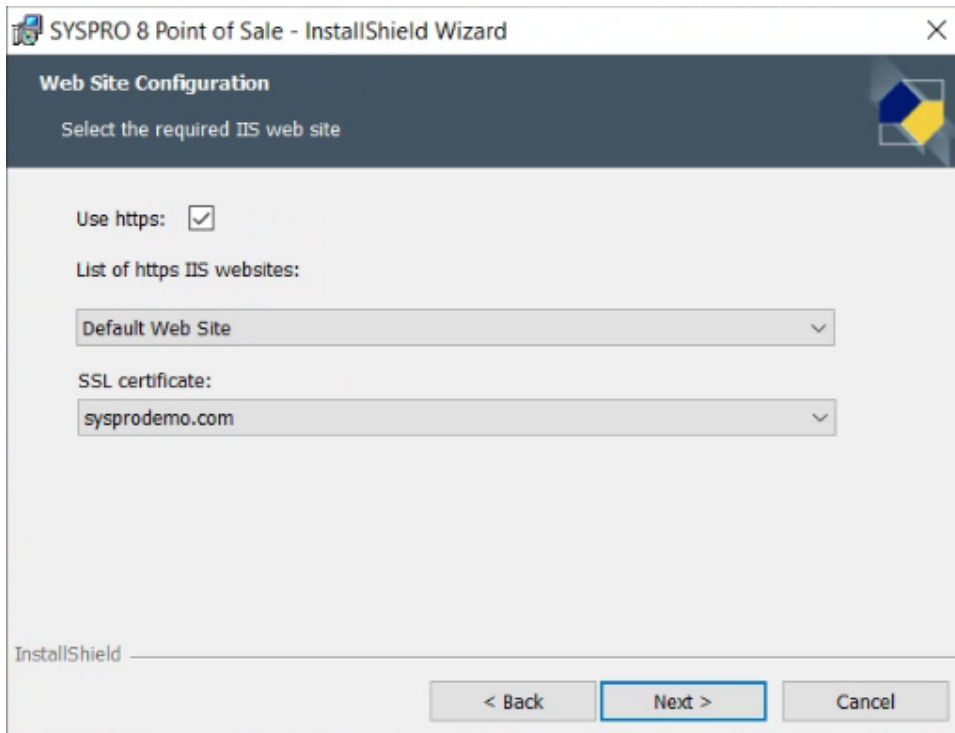 SYSPRO 8 Point of Sale - InstallShield Wizard
Web Site Configuration
Select the required IIS web site
Use https:
List of https IIS websites:
Default Web Site
SSL certificate:
sysprodemo.com
InstallShield
< Back Next > Cancel